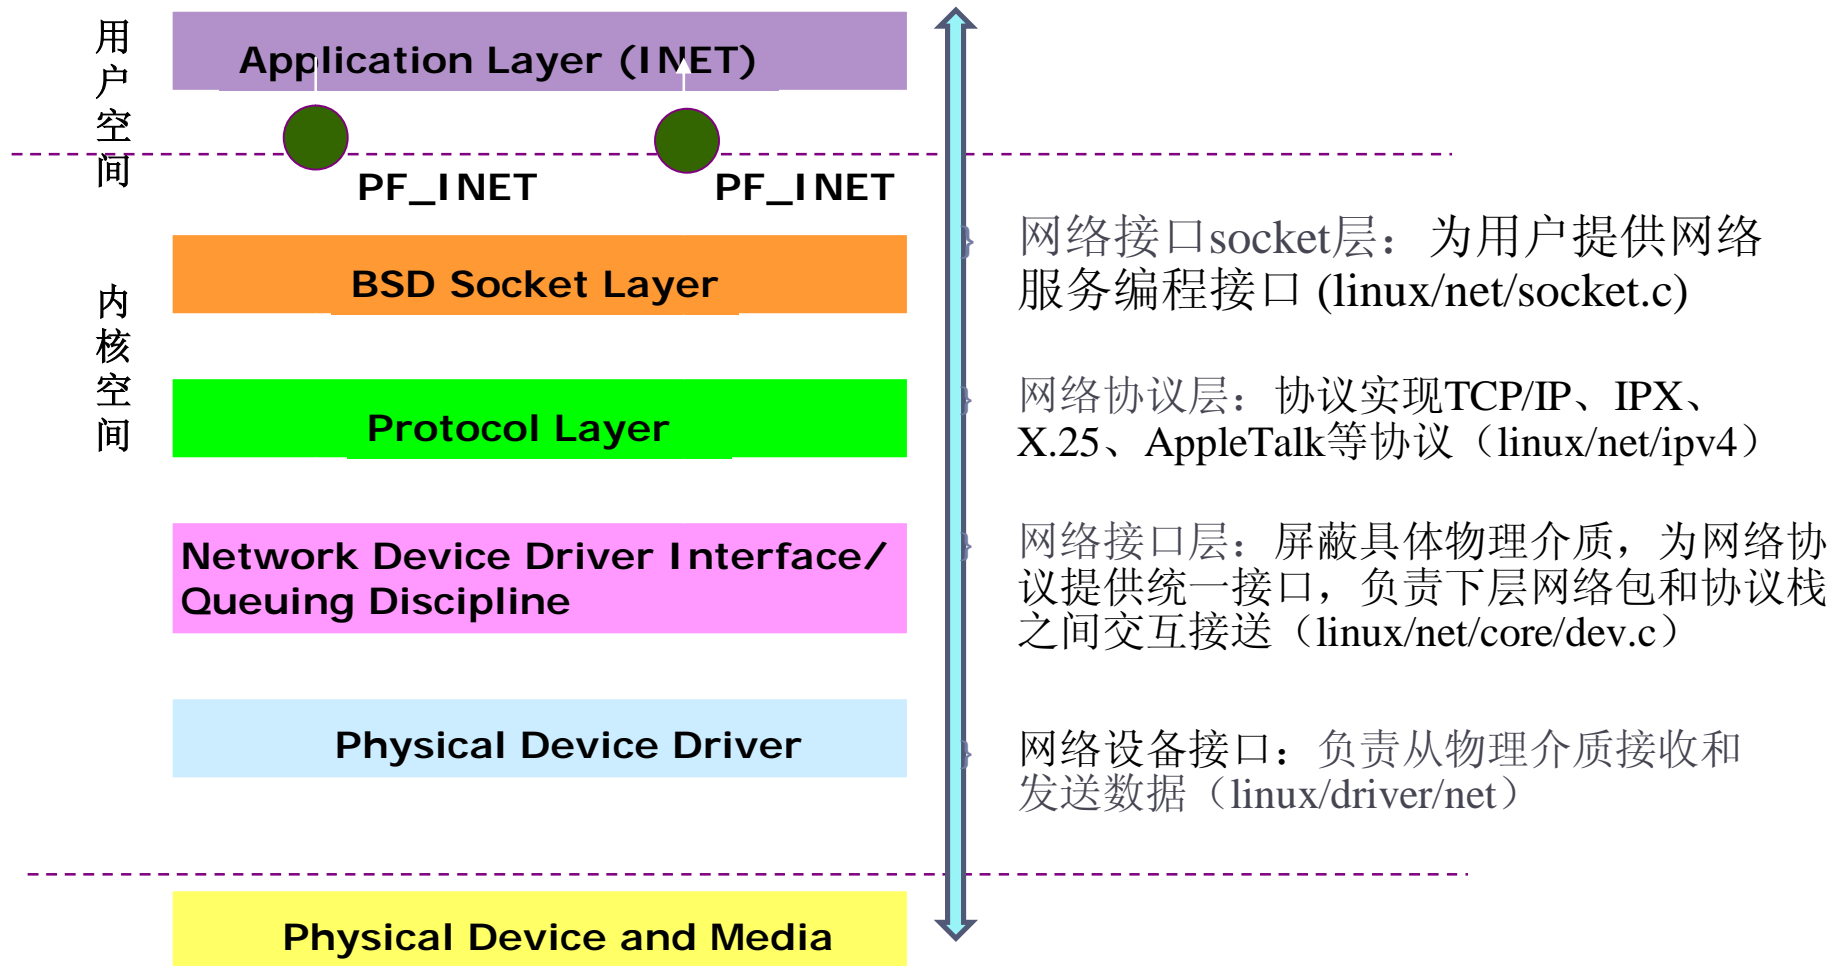 用户空间
Application Layer (INET)
PF_INET
PF_INET
内核空间
BSD Socket Layer
网络接口socket层：为用户提供网络
服务编程接口 (linux/net/socket.c)
Protocol Layer
网络协议层：协议实现TCP/IP、IPX、
X.25、AppleTalk等协议（linux/net/ipv4）
Network Device Driver Interface/
Queuing Discipline
网络接口层：屏蔽具体物理介质，为网络协
议提供统一接口，负责下层网络包和协议栈
之间交互接送（linux/net/core/dev.c）
Physical Device Driver
网络设备接口：负责从物理介质接收和
发送数据（linux/driver/net）
Physical Device and Media